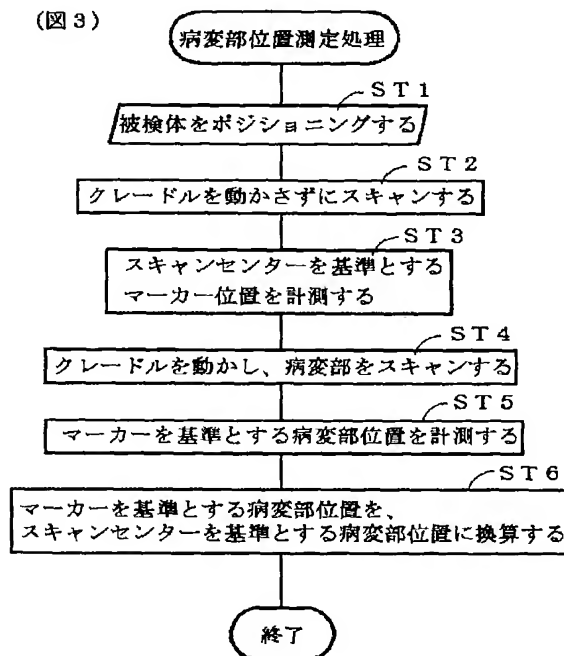 (図3)
病変部位置測定処理
ST1
被検体をポジショニングする
ST2
クレードルを動かさずにスキャンする
ST3
スキャンセンターを基準とする
マーカー位置を計測する
ST4
クレードルを動かし、病変部をスキャンする
ST5
マーカーを基準とする病変部位置を計測する
ST6
マーカーを基準とする病変部位置を、
スキャンセンターを基準とする病変部位置に換算する
終了